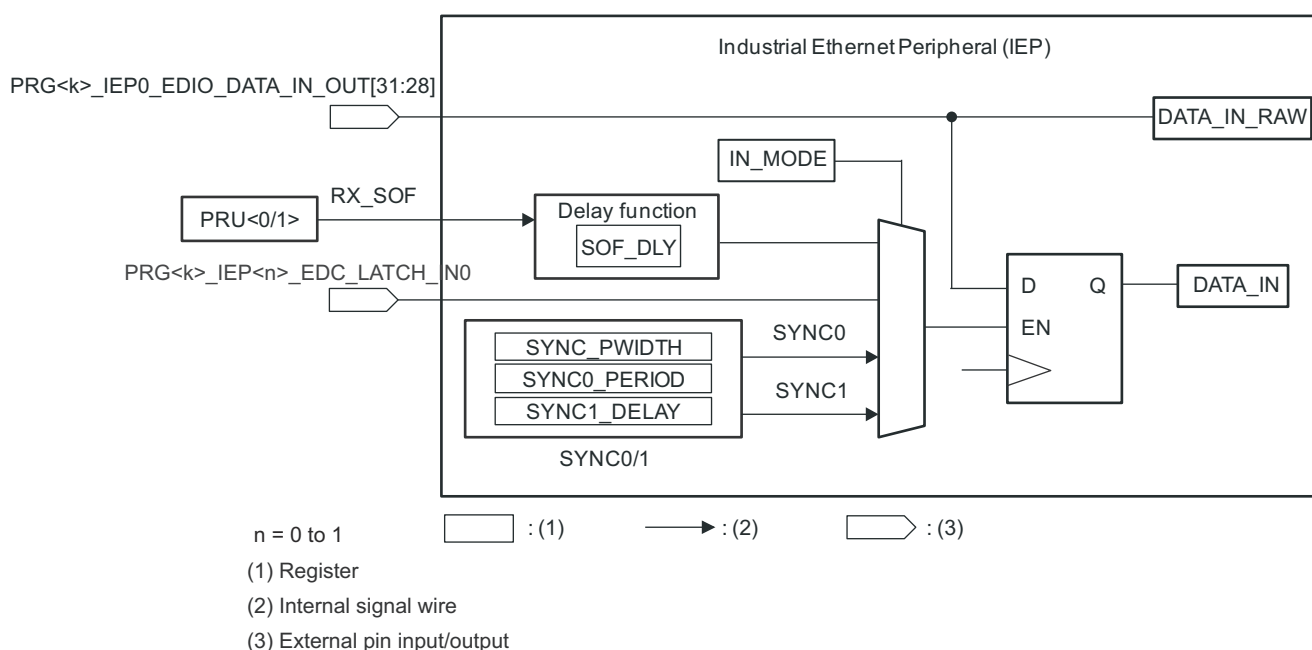 Industrial Ethernet Peripheral (IEP)
PRG<k>_IEP0_EDIO_DATA_IN_OUT[31:28]
DATA_IN_RAW
IN_MODE
RX_SOF
PRU<0/1>
Delay function
SOF_DLY
PRG<k>_IEP<n>_EDC_LATCH_IN0
D
Q
DATA_IN
EN
SYNC_PWIDTH
SYNC0
SYNC0_PERIOD
SYNC1_DELAY
SYNC1
SYNC0/1
n = 0 to 1
: (1)
: (2)
: (3)
(1) Register
(2) Internal signal wire
(3) External pin input/output